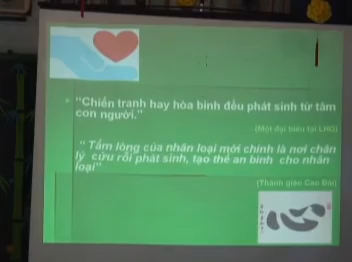 "Chiến tranh hay hòa bình đều phát sinh từ tâm
con người."
(Một đại biểu tại LHQ)
" Tấm lòng của nhân loại mới chính là nơi chân
lý cứu rỗi phát sinh, tạo thế an bình cho nhân
loại"
(Thánh giáo Cao Đài)
心